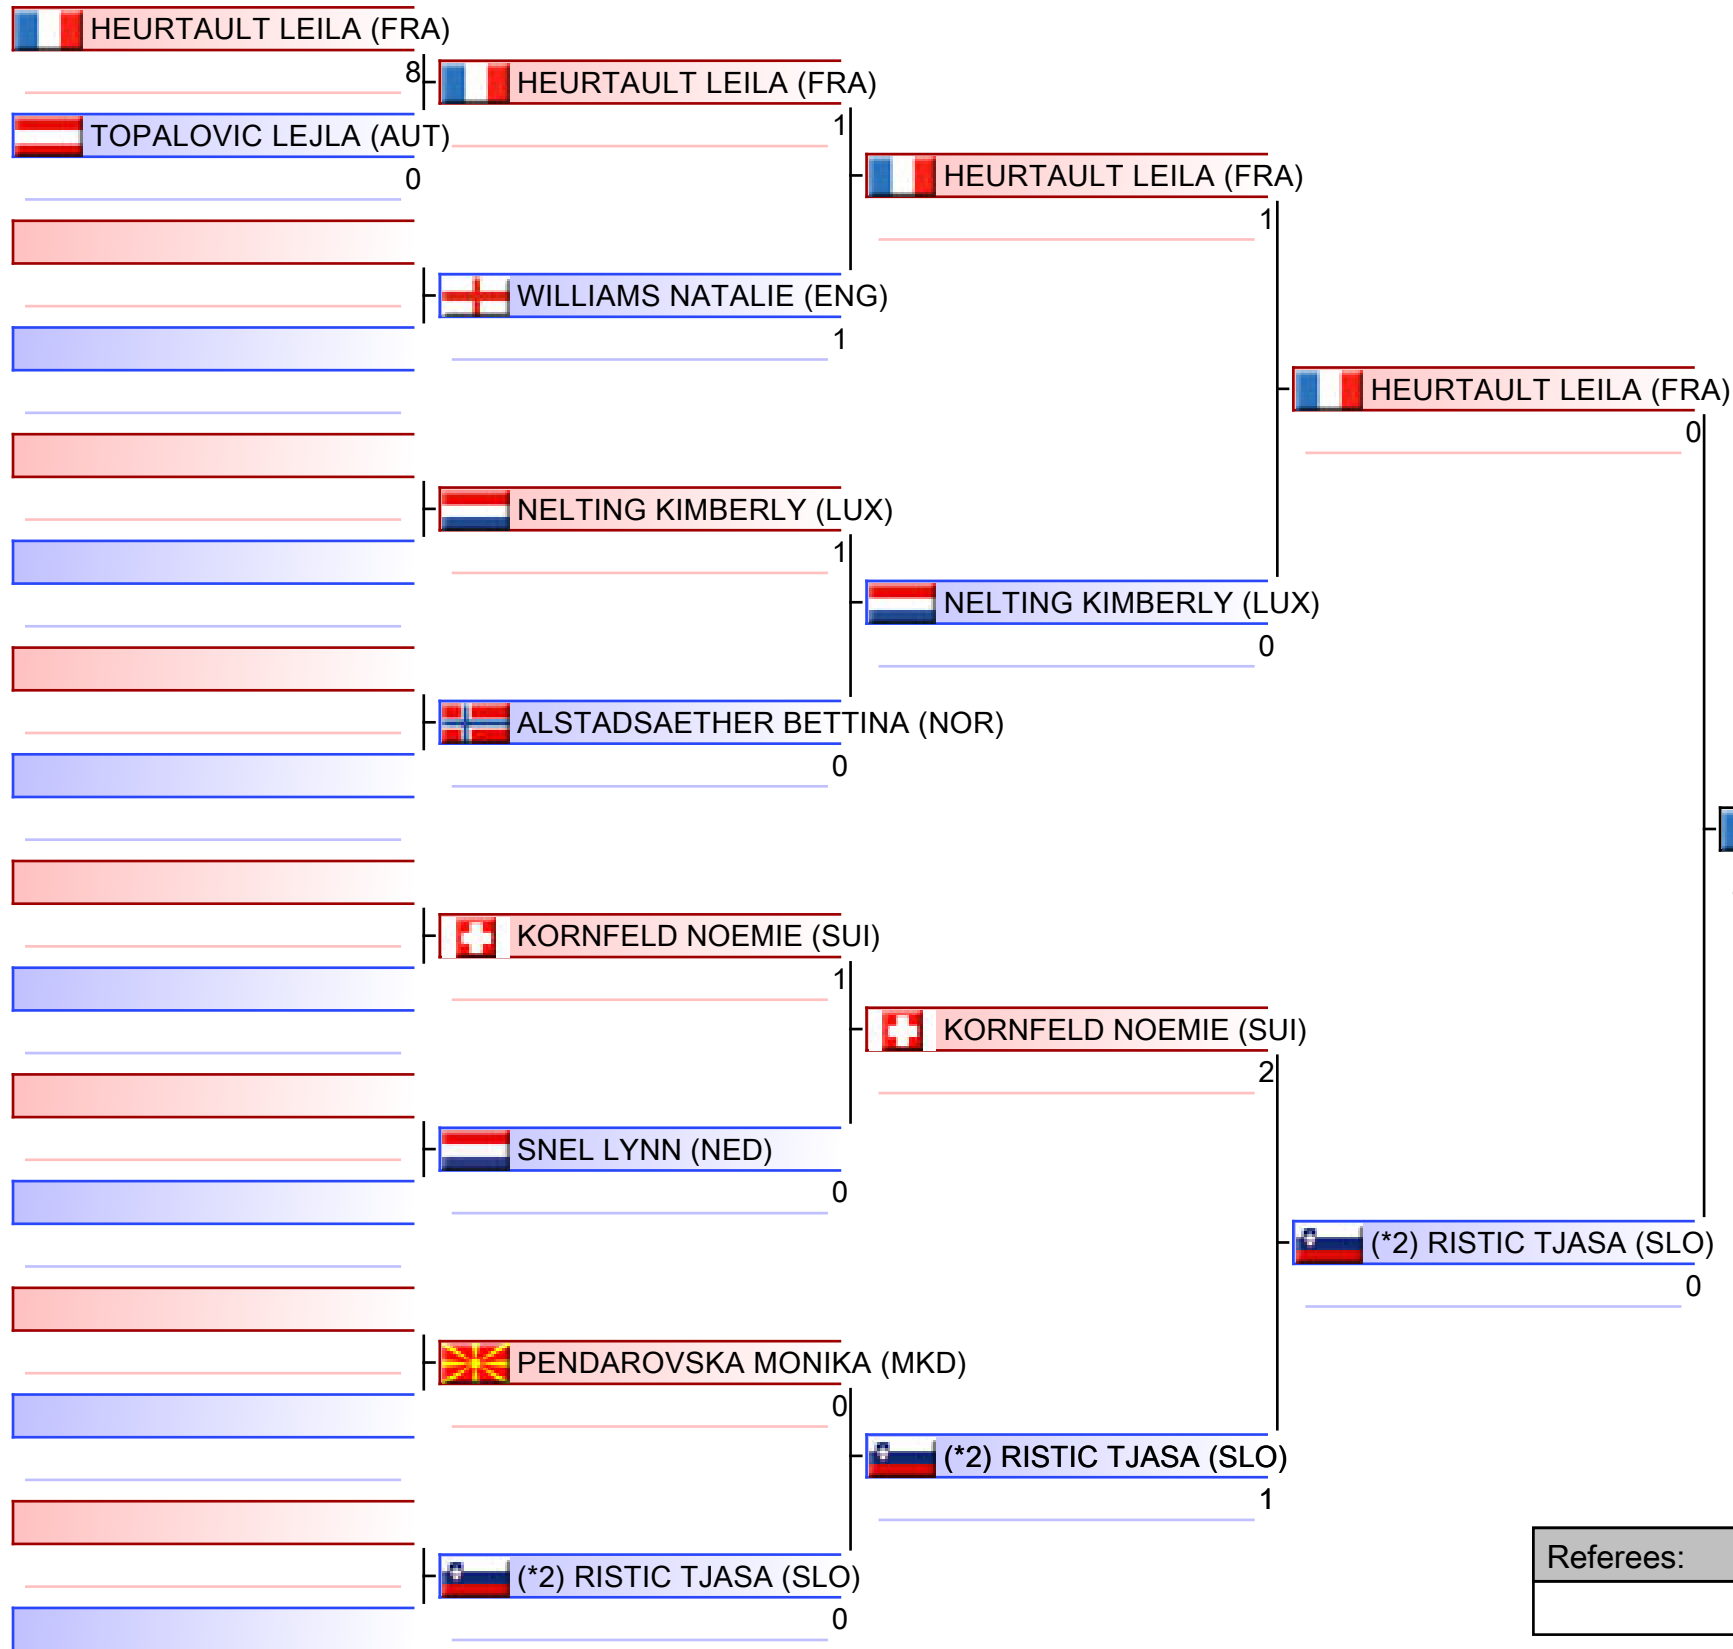 HEURTAULT LEILA (FRA)
8
TOPALOVIC LEJLA (AUT)
0
HEURTAULT LEILA (FRA)
1
WILLIAMS NATALIE (ENG)
1
NELTING KIMBERLY (LUX)
1
ALSTADSAETHER BETTINA (NOR)
0
KORNFELD NOEMIE (SUI)
1
SNEL LYNN (NED)
0
PENDAROVSKA MONIKA (MKD)
0
(*2) RISTIC TJASA (SLO)
0
HEURTAULT LEILA (FRA)
1
NELTING KIMBERLY (LUX)
0
KORNFELD NOEMIE (SUI)
2
(*2) RISTIC TJASA (SLO)
1
HEURTAULT LEILA (FRA)
0
(*2) RISTIC TJASA (SLO)
0
Referees: